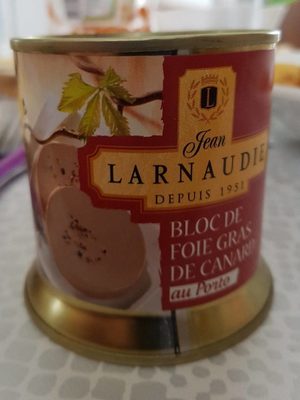 L
Jean
LARNAUDIE
DEPUIS 1951
BLOC DE
FOIE GRAS
DE CANARD
au Porto